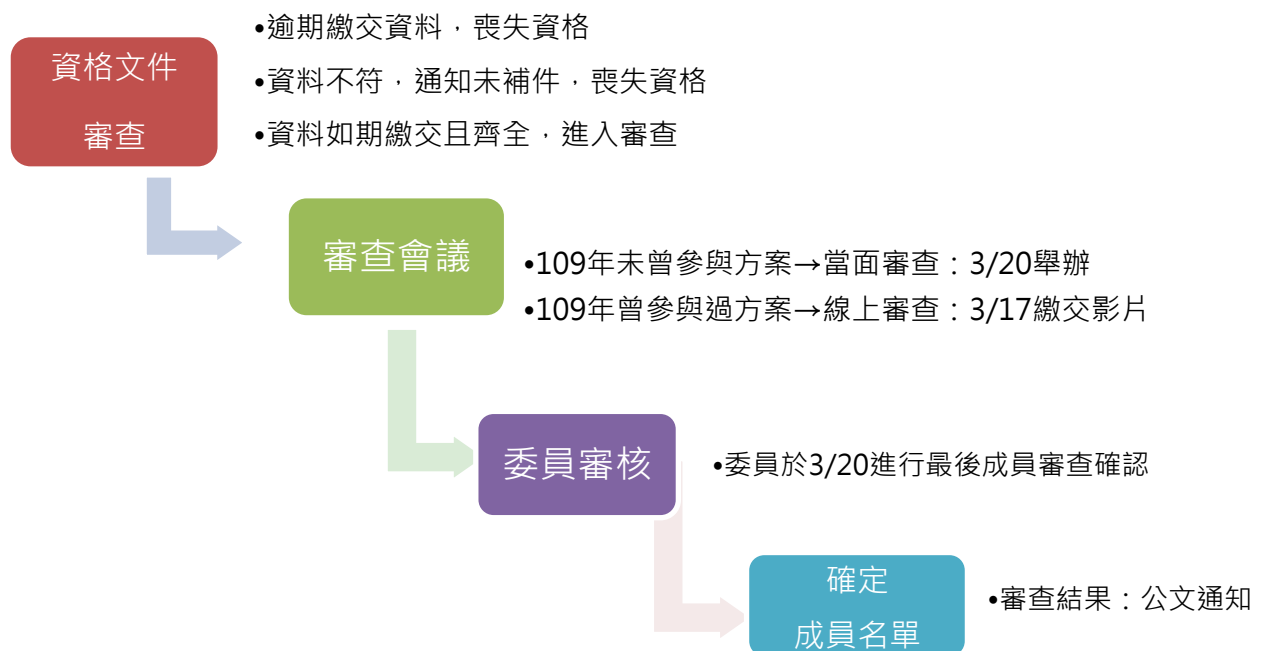 •逾期繳交資料，喪失資格
資格文件
審查
•資料不符，通知未補件，喪失資格
•資料如期繳交且齊全，進入審查
審查會議
•109年未曾參與方案→當面審查：3/20舉辦
•109年曾參與過方案→線上審查：3/17繳交影片
委員審核
•委員於3/20進行最後成員審查確認
確定
成員名單
•審查結果：公文通知